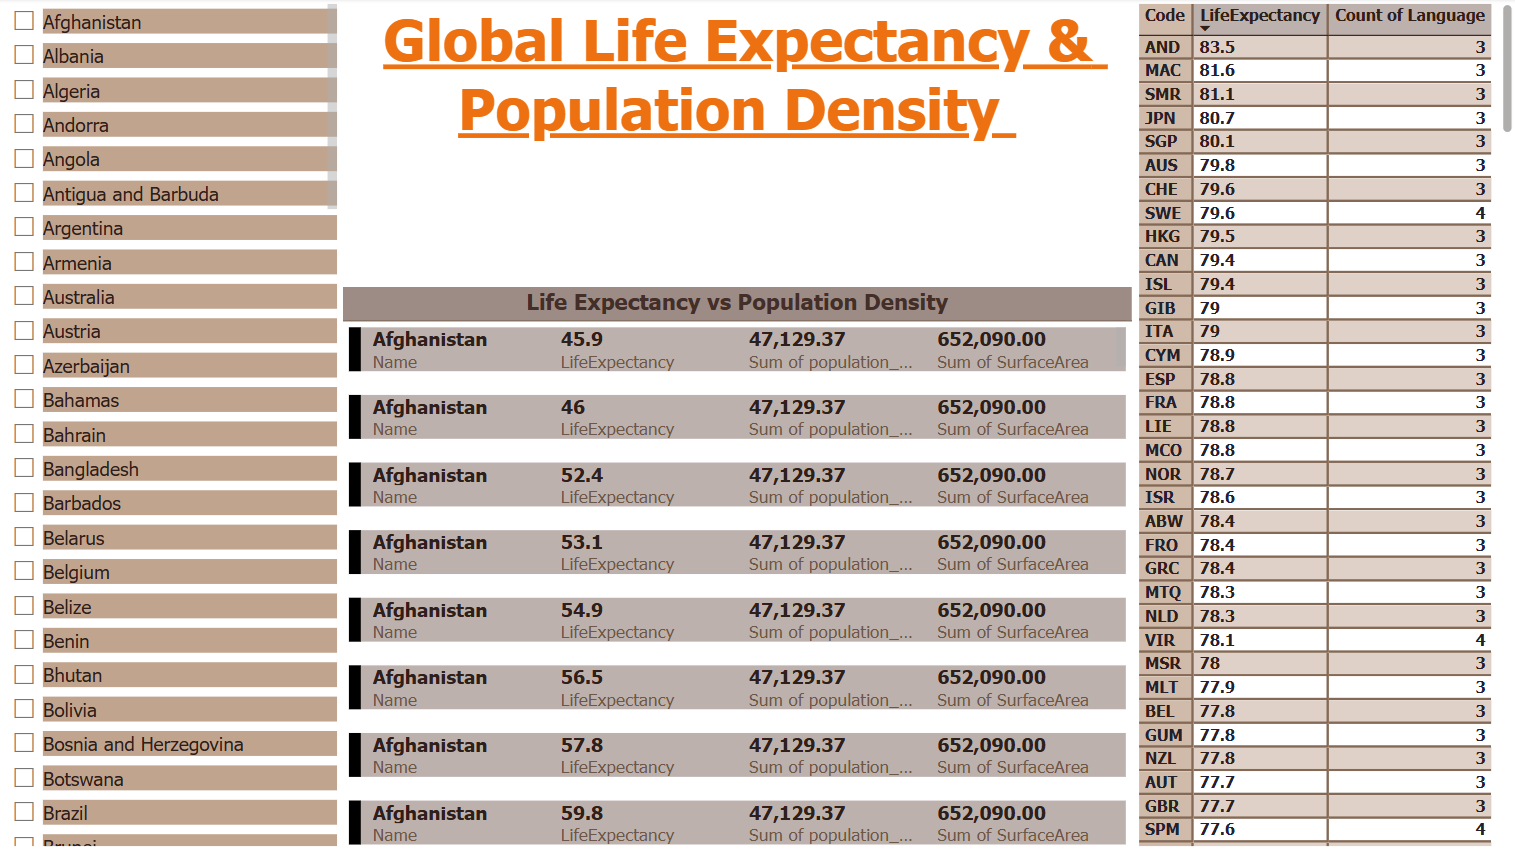 Afghanistan
Albania
Algeria
Andorra
Angola
Antigua and Barbuda
Argentina
Armenia
Australia
Austria
Azerbaijan
Bahamas
Bahrain
Bangladesh
Barbados
Belarus
Belgium
Belize
Benin
Bhutan
Bolivia
Bosnia and Herzegovina
Botswana
Brazil
Brunei
Global Life Expectancy &
Population Density
Life Expectancy vs Population Density
Afghanistan 45.9 47,129.37 652,090.00
Name LifeExpectancy Sum of population_... Sum of SurfaceArea
Afghanistan 46 47,129.37 652,090.00
Name LifeExpectancy Sum of population_... Sum of SurfaceArea
Afghanistan 52.4 47,129.37 652,090.00
Name LifeExpectancy Sum of population_... Sum of SurfaceArea
Afghanistan 53.1 47,129.37 652,090.00
Name LifeExpectancy Sum of population_... Sum of SurfaceArea
Afghanistan 54.9 47,129.37 652,090.00
Name LifeExpectancy Sum of population_... Sum of SurfaceArea
Afghanistan 56.5 47,129.37 652,090.00
Name LifeExpectancy Sum of population_... Sum of SurfaceArea
Afghanistan 57.8 47,129.37 652,090.00
Name LifeExpectancy Sum of population_... Sum of SurfaceArea
Afghanistan 59.8 47,129.37 652,090.00
Name LifeExpectancy Sum of population_... Sum of SurfaceArea
Code LifeExpectancy Count of Language
AND 83.5 3
MAC 81.6 3
SMR 81.1 3
JPN 80.7 3
SGP 80.1 3
AUS 79.8 3
CHE 79.6 3
SWE 79.6 4
HKG 79.5 3
CAN 79.4 3
ISL 79.4 3
GIB 79 3
ITA 79 3
CYM 78.9 3
ESP 78.8 3
FRA 78.8 3
LIE 78.8 3
MCO 78.8 3
NOR 78.7 3
ISR 78.6 3
ABW 78.4 3
FRO 78.4 3
GRC 78.4 3
MTQ 78.3 3
NLD 78.3 3
VIR 78.1 4
MSR 78 3
MLT 77.9 3
BEL 77.8 3
GUM 77.8 3
NZL 77.8 3
AUT 77.7 3
GBR 77.7 3
SPM 77.6 4